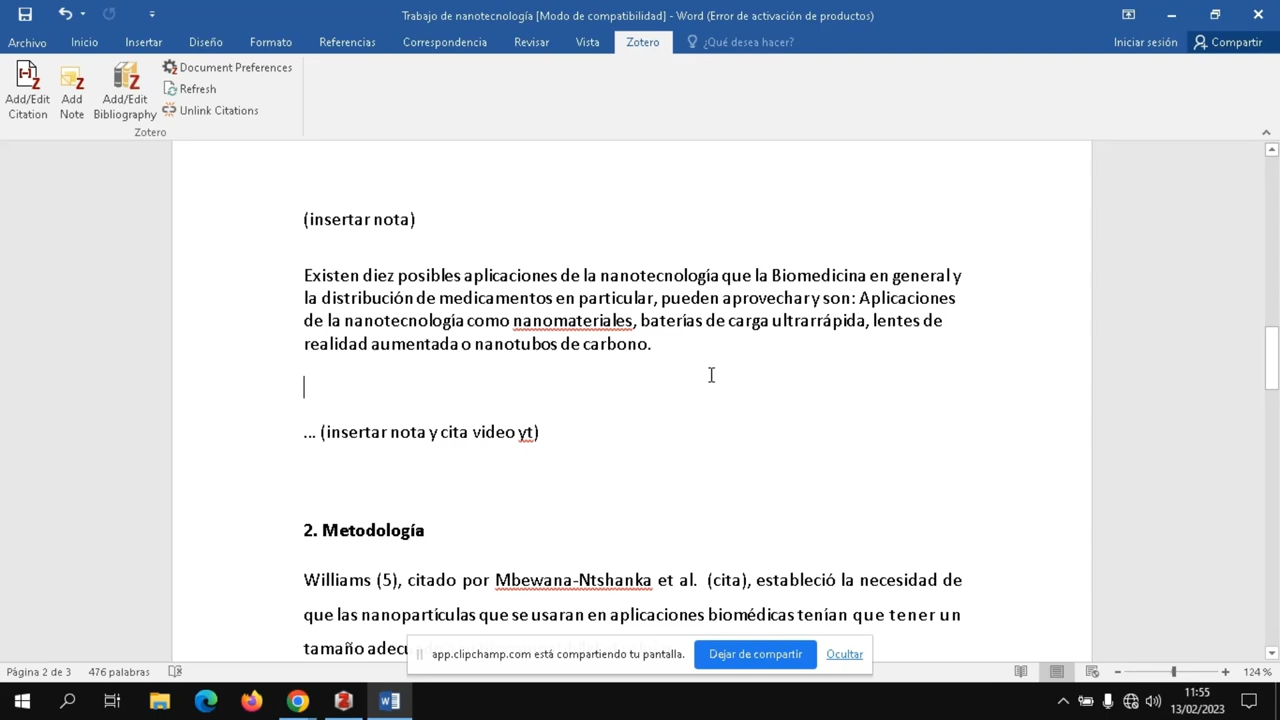 Trabajo de nanotecnología [Modo de compatibilidad] - Word (Error de activación de productos)
Archivo Inicio Insertar Diseño Formato Referencias Correspondencia Revisar Vista Zotero ¿Qué desea hacer? Iniciar sesión Compartir
Add/Edit Citation
Add Note
Add/Edit Bibliography
Document Preferences
Refresh
Unlink Citations
Zotero
(insertar nota)
Existen diez posibles aplicaciones de la nanotecnología que la Biomedicina en general y
la distribución de medicamentos en particular, pueden aprovechar y son: Aplicaciones
de la nanotecnología como nanomateriales, baterías de carga ultrarrápida, lentes de
realidad aumentada o nanotubos de carbono.
... (insertar nota y cita video yt)
2. Metodología
Williams (5), citado por Mbewana-Ntshanka et al. (cita), estableció la necesidad de
que las nanopartículas que se usaran en aplicaciones biomédicas tenían que tener un
tamaño
app.clipchamp.com está compartiendo tu pantalla. Dejar de compartir Ocultar
Página 2 de 3 476 palabras 124 %
11:55
13/02/2023